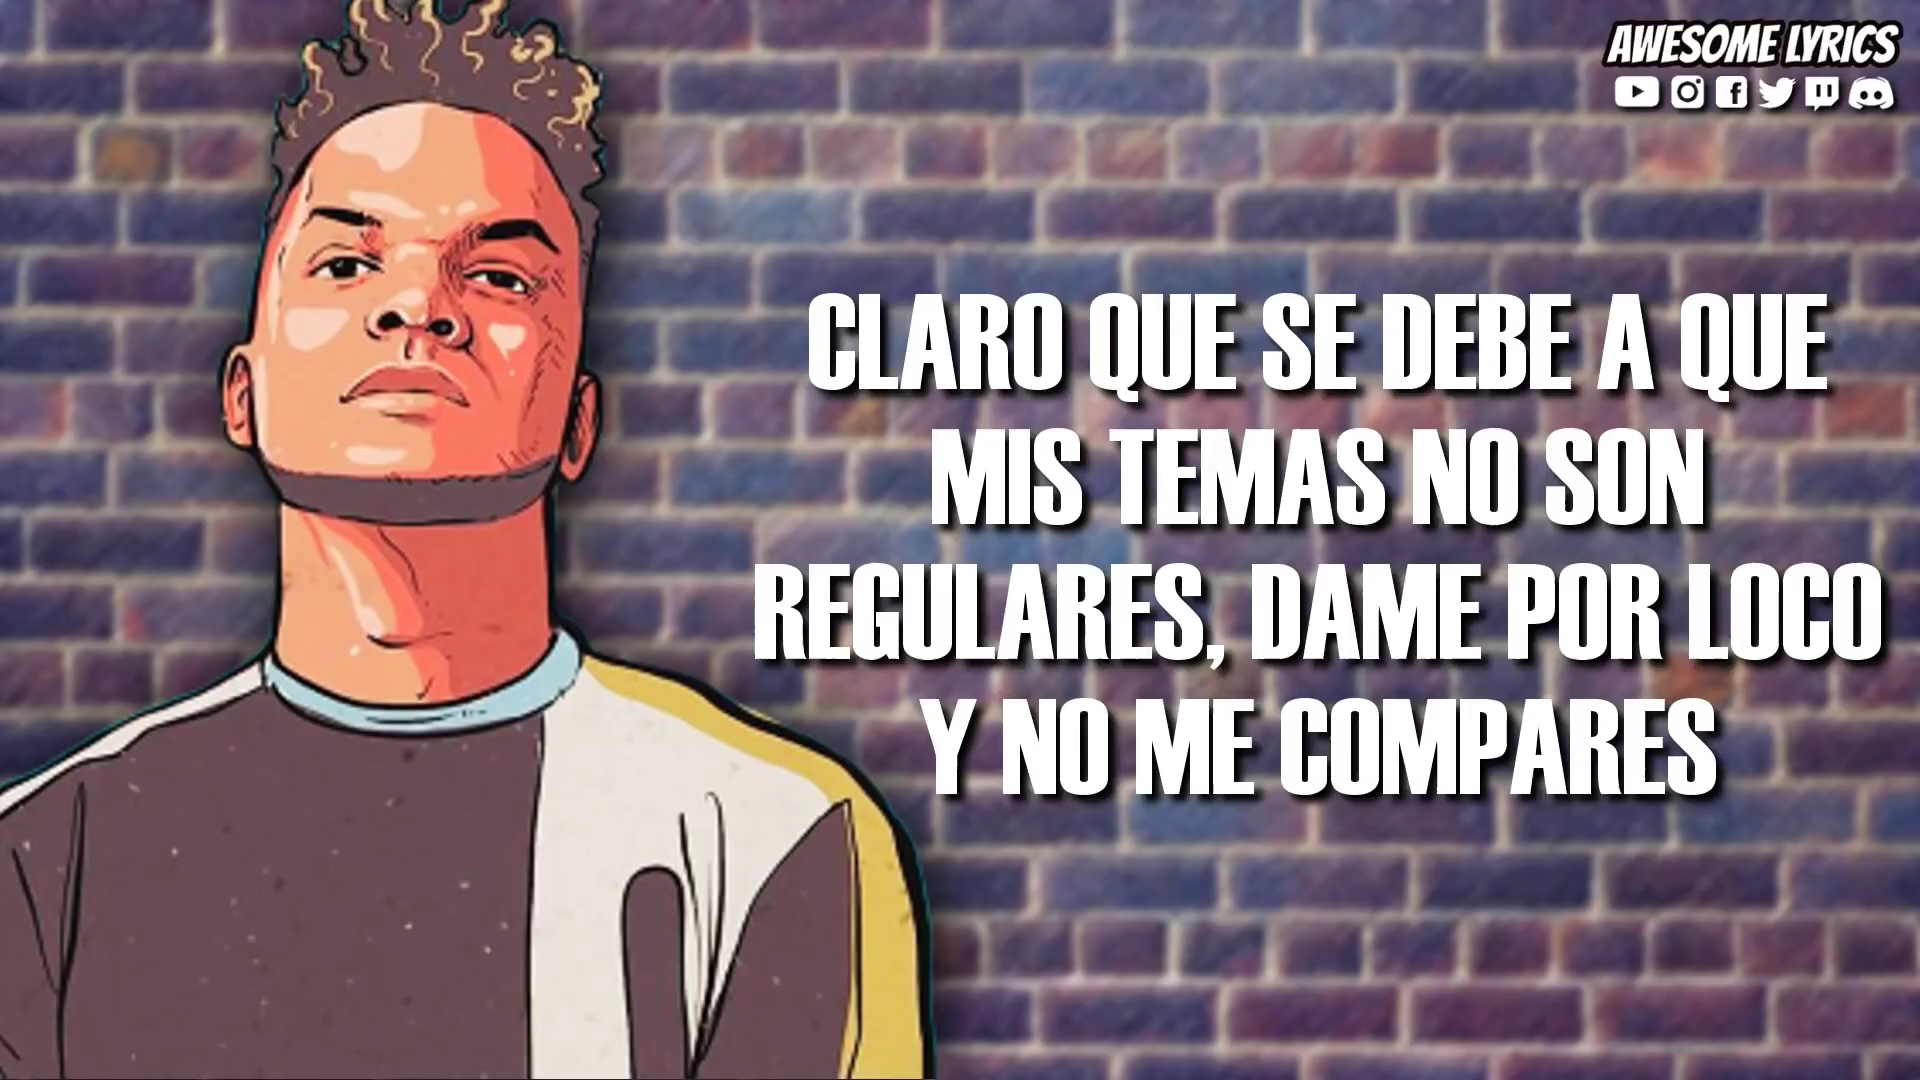 AWESOME LYRICS
CLARO QUE SE DEBE A QUE
MIS TEMAS NO SON
REGULARES, DAME POR LOCO
Y NO ME COMPARES